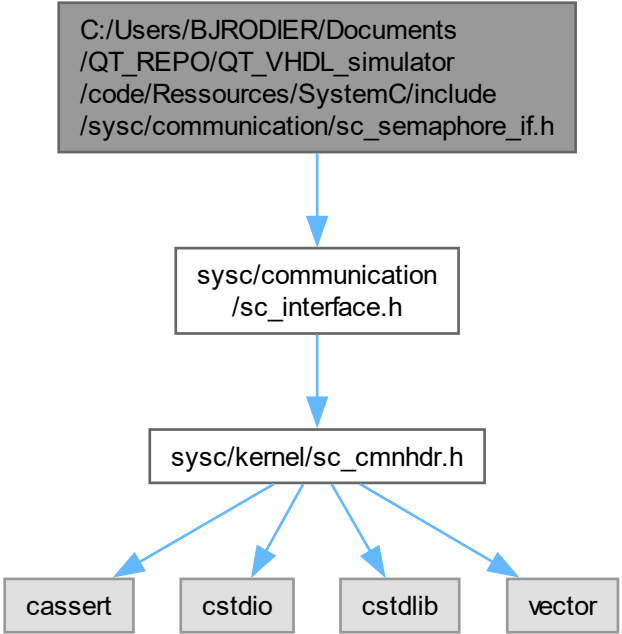 C:/Users/BJRODIER/Documents
/QT_REPO/QT_VHDL_simulator
/code/Ressources/SystemC/include
/sysc/communication/sc_semaphore_if.h
sysc/communication
/sc_interface.h
sysc/kernel/sc_cmnhdr.h
cassert
cstdio
cstdlib
vector